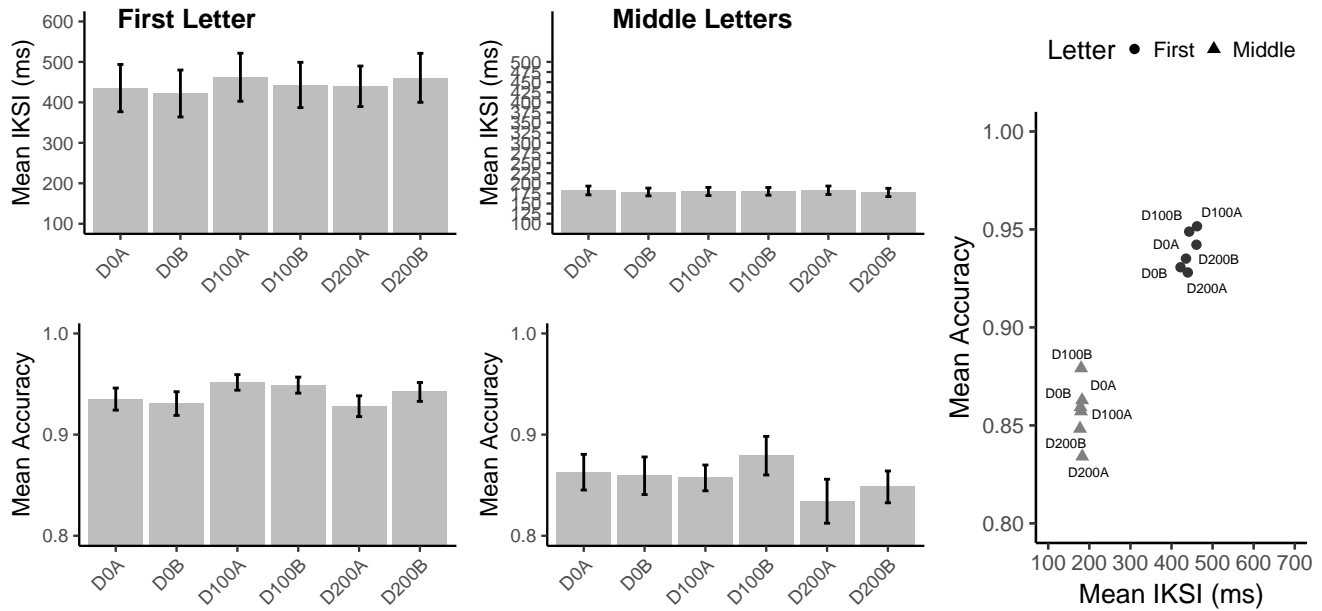 First Letter
Mean IKSI (ms)
600
500
400
300
200
100
D0A
D0B
D100A
D100B
D200A
D200B
Middle Letters
Mean IKSI (ms)
500
475
450
425
400
375
350
325
300
275
250
225
200
175
150
125
100
D0A
D0B
D100A
D100B
D200A
D200B
Mean Accuracy
1.0
0.9
0.8
D0A
D0B
D100A
D100B
D200A
D200B
Mean Accuracy
1.0
0.9
0.8
D0A
D0B
D100A
D100B
D200A
D200B
Letter First Middle
Mean Accuracy
1.00
0.95
0.90
0.85
0.80
D100B D100A
D0A
D200B
D0B
D200A
D100B
D0A
D0B
D100A
D200B
D200A
100 200 300 400 500 600 700
Mean IKSI (ms)